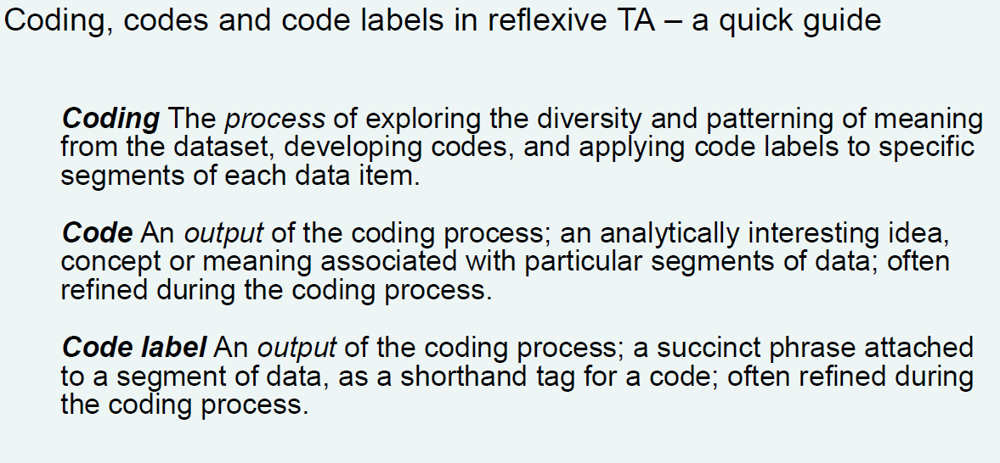 Coding, codes and code labels in reflexive TA – a quick guide
Coding The process of exploring the diversity and patterning of meaning
from the dataset, developing codes, and applying code labels to specific
segments of each data item.
Code An output of the coding process; an analytically interesting idea,
concept or meaning associated with particular segments of data; often
refined during the coding process.
Code label An output of the coding process; a succinct phrase attached
to a segment of data, as a shorthand tag for a code; often refined during
the coding process.